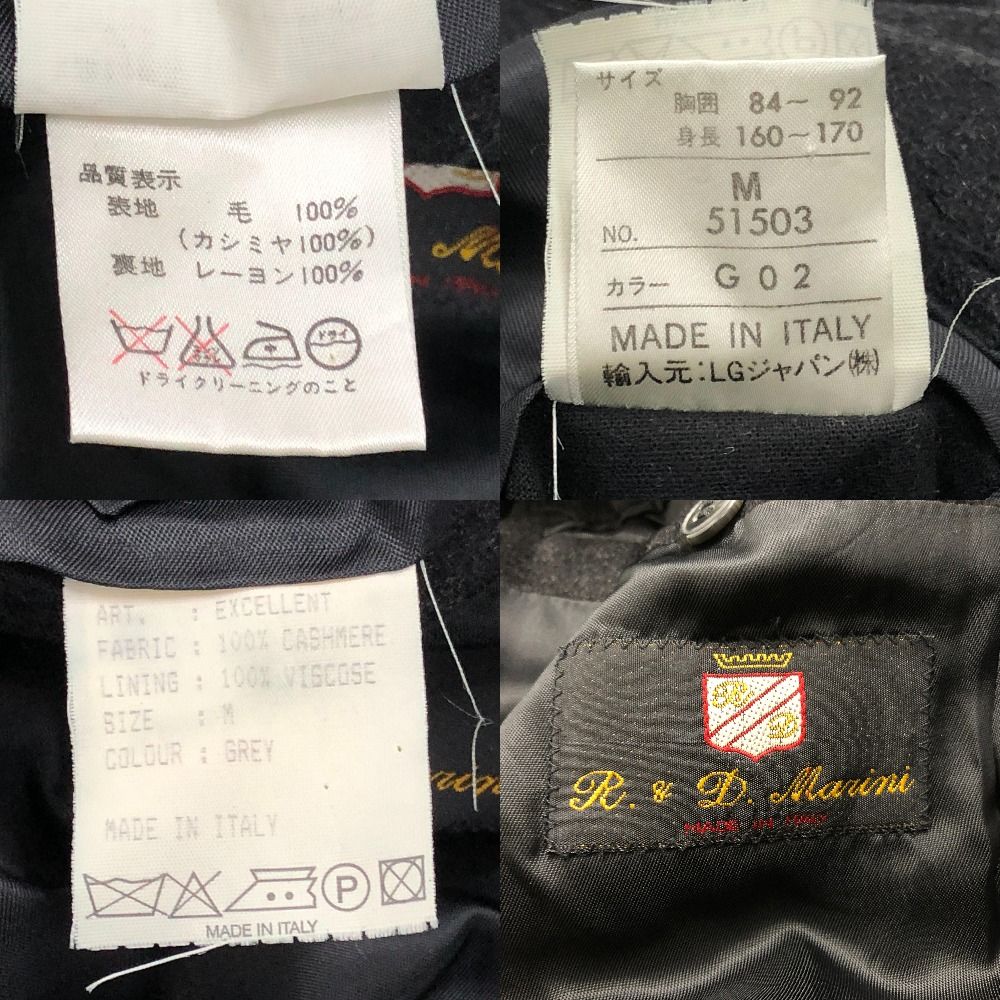 品質表示
表地 毛 100%
(カシミヤ100%)
裏地 レーヨン100%
中 ドライ
ドライクリーニングのこと
サイズ
胸囲 84~ 92
身長 160~170
M
NO. 51503
カラー G 0 2
MADE IN ITALY
輸入元:LGジャパン㈱
ART. : EXCELLENT
FABRIC : 100% CASHMERE
LINING : 100% VISCOSE
SIZE : M
COLOUR : GREY
MADE IN ITALY
P
MADE IN ITALY
R. & D. Marini
MADE IN ITALY